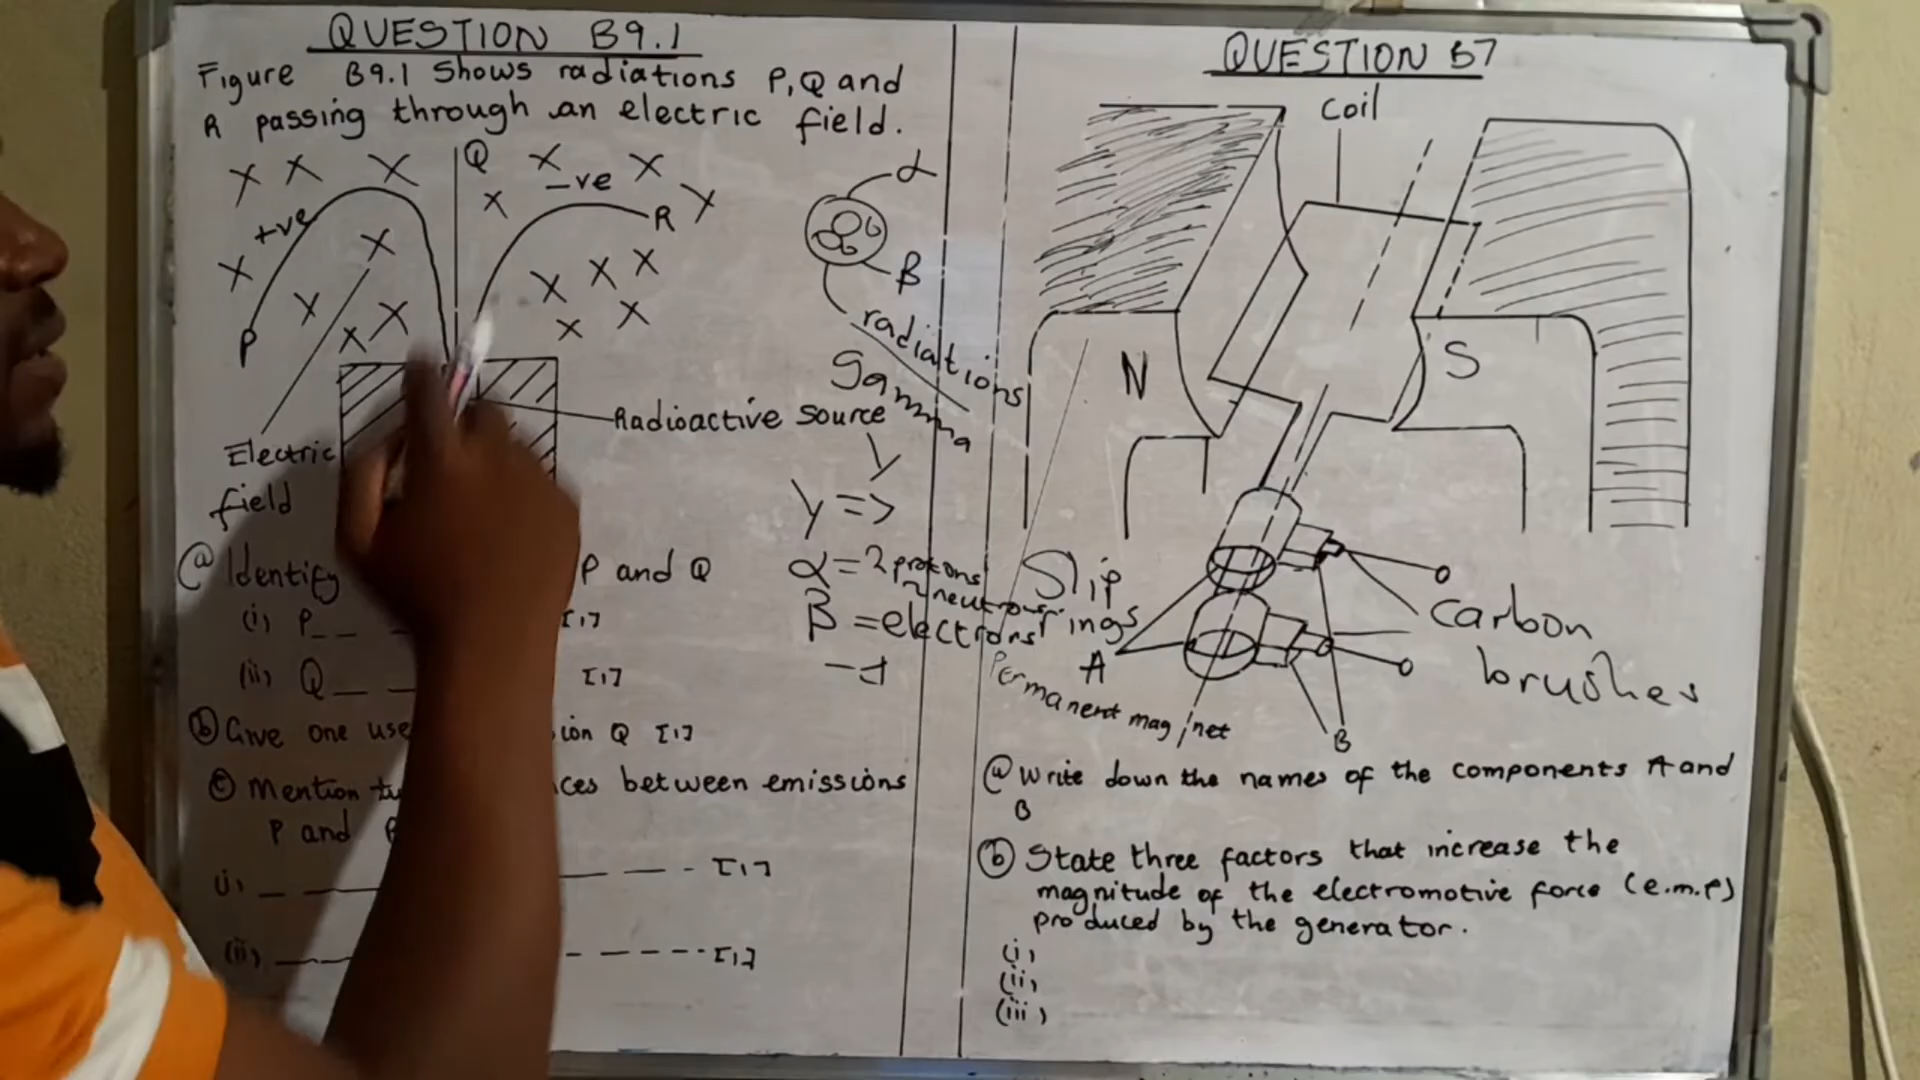 QUESTION B9.1
Figure B9.1 Shows radiations P, Q and
R passing through an electric field.
Q
-ve
+ve
R
P
α
B
radiations
Gamma
Radioactive source
Electric
field
γ
γ =>
α = 2 protons
2 neutrons
β = electrons
-1
@ Identify P and Q
(i) P_ _ [1]
(ii) Q _ _ [1]
(b) Give one use ion Q [1]
(c) Mention ces between emissions
P and
(i) _ _ _ _ [1]
(ii) _ _ _ _ [1]
QUESTION B7
Coil
N
S
Slip
rings
A
Permanent magnet
carbon
brushes
B
@ Write down the names of the components A and
B
(b) State three factors that increase the
magnitude of the electromotive force (e.m.f)
produced by the generator.
(i)
(ii)
(iii)